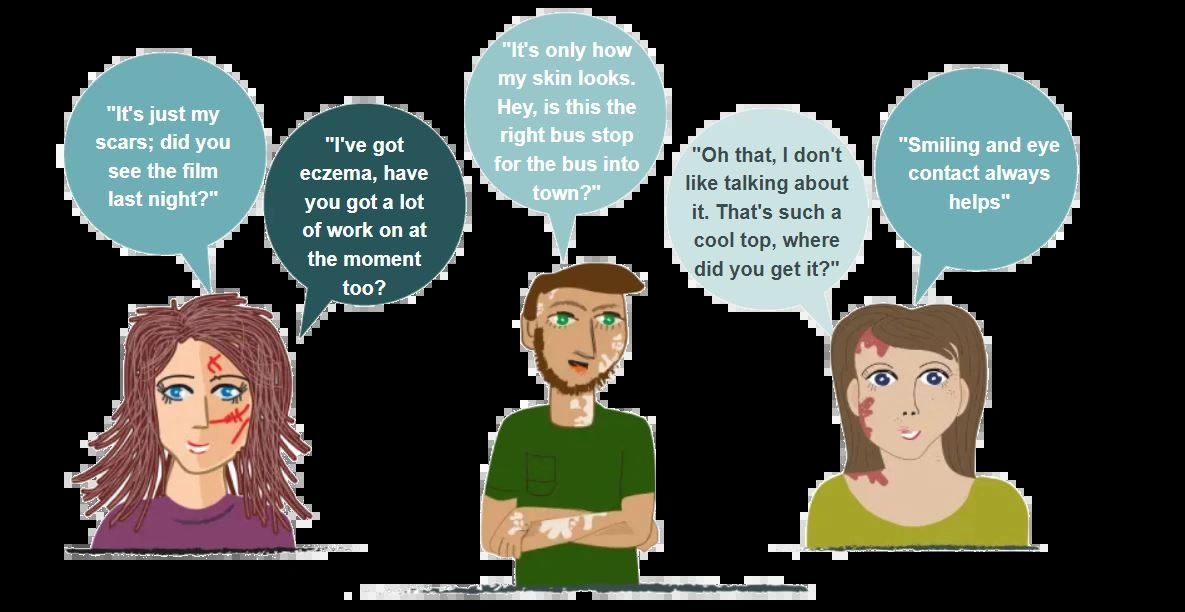 "It's just my
scars; did you
see the film
last night?"
"I've got
eczema, have
you got a lot
of work on at
the moment
too?
"It's only how
my skin looks.
Hey, is this the
right bus stop
for the bus into
town?"
"Oh that, I don't
like talking about
it. That's such a
cool top, where
did you get it?"
"Smiling and eye
contact always
helps"